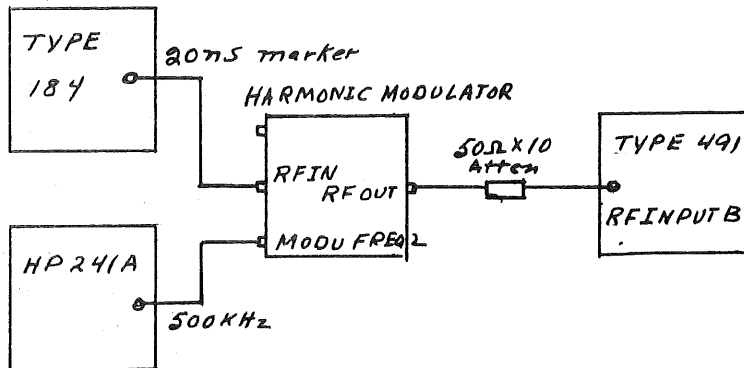 TYPE
184
20ns marker
HARMONIC MODULATOR
RF IN
RF OUT
MODU FREQ 2
50Ω X10
Atten
TYPE 491
RF INPUT B
HP 241A
500KHz